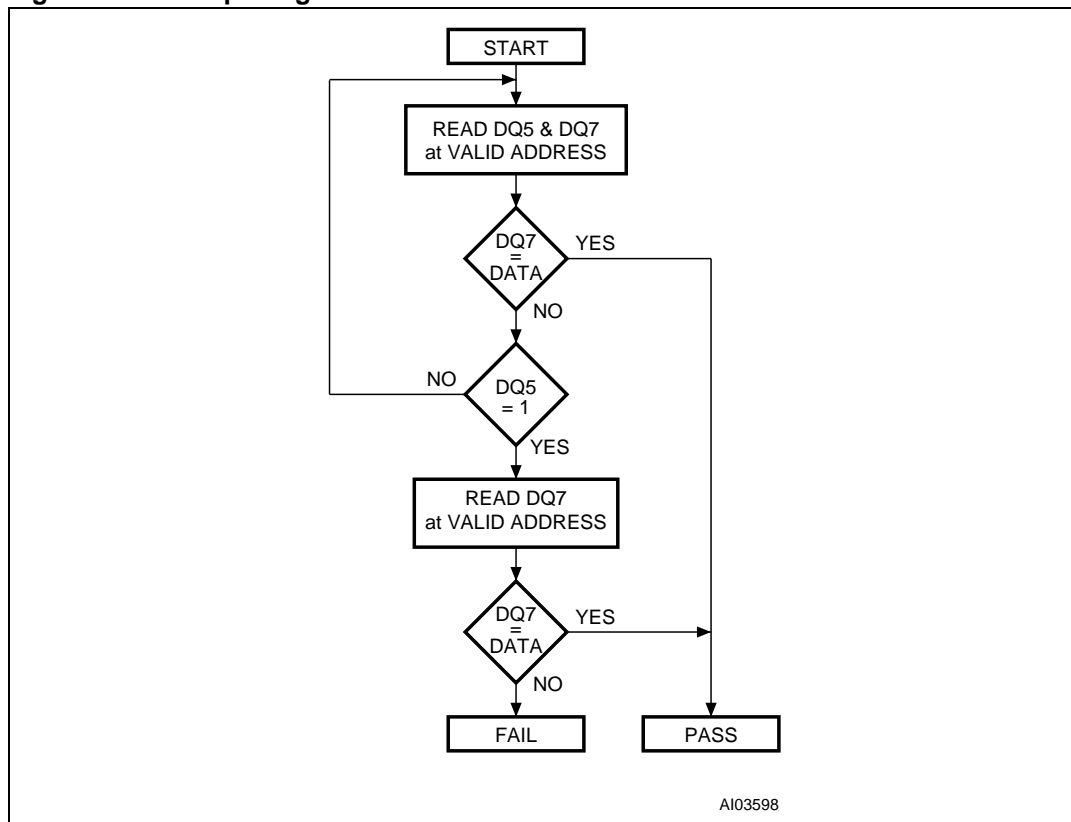 START
READ DQ5 & DQ7
at VALID ADDRESS
DQ7
=
DATA
YES
NO
NO
DQ5
= 1
YES
READ DQ7
at VALID ADDRESS
DQ7
=
DATA
YES
NO
FAIL
PASS
AI03598